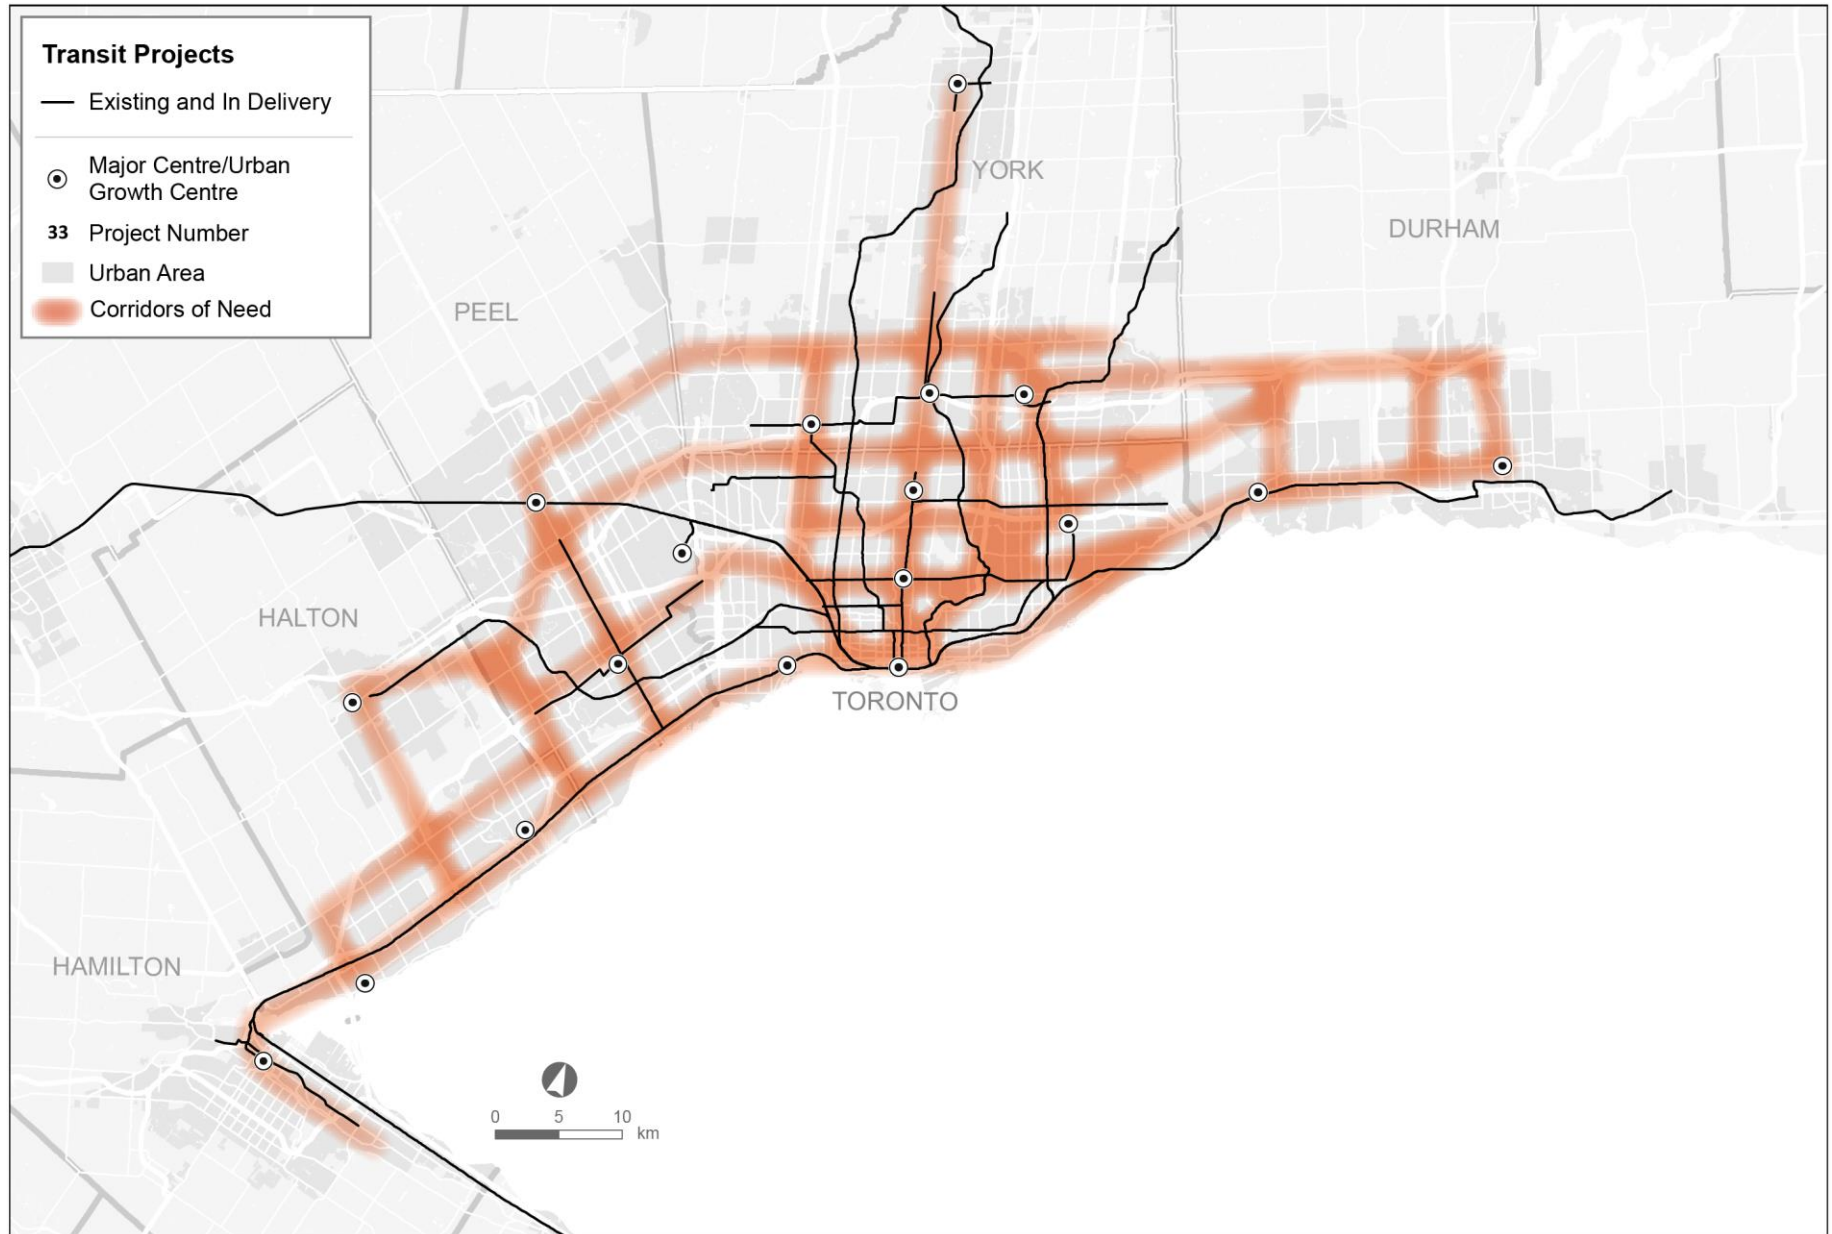 Transit Projects
Existing and In Delivery
Major Centre/Urban
Growth Centre
33 Project Number
Urban Area
Corridors of Need
YORK
DURHAM
PEEL
HALTON
TORONTO
HAMILTON
0 5 10
km